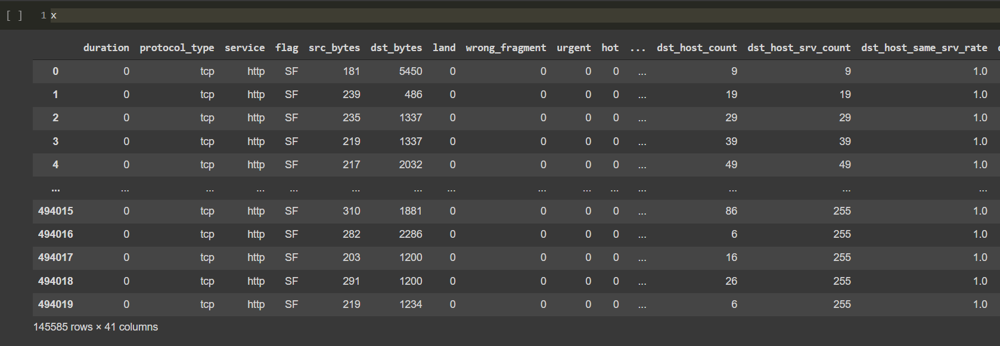 [ ] 1 x
duration protocol_type service flag src_bytes dst_bytes land wrong_fragment urgent hot ... dst_host_count dst_host_srv_count dst_host_same_srv_rate
0 0 tcp http SF 181 5450 0 0 0 0 ... 9 9 1.0
1 0 tcp http SF 239 486 0 0 0 0 ... 19 19 1.0
2 0 tcp http SF 235 1337 0 0 0 0 ... 29 29 1.0
3 0 tcp http SF 219 1337 0 0 0 0 ... 39 39 1.0
4 0 tcp http SF 217 2032 0 0 0 0 ... 49 49 1.0
... ... ... ... ... ... ... ... ... ... ... ... ... ... ...
494015 0 tcp http SF 310 1881 0 0 0 0 ... 86 255 1.0
494016 0 tcp http SF 282 2286 0 0 0 0 ... 6 255 1.0
494017 0 tcp http SF 203 1200 0 0 0 0 ... 16 255 1.0
494018 0 tcp http SF 291 1200 0 0 0 0 ... 26 255 1.0
494019 0 tcp http SF 219 1234 0 0 0 0 ... 6 255 1.0
145585 rows × 41 columns